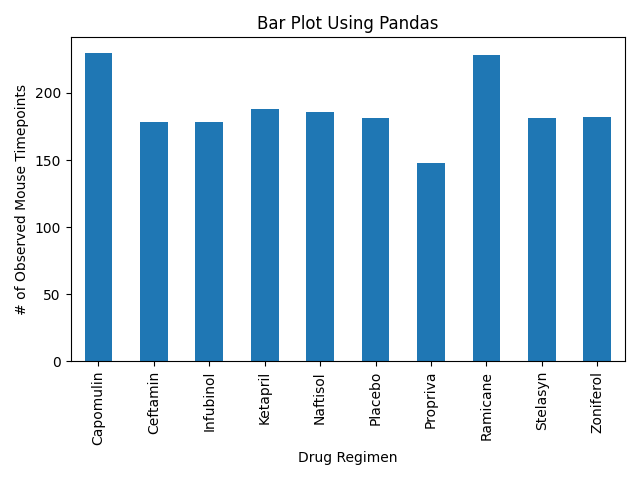 Bar Plot Using Pandas
# of Observed Mouse Timepoints
200
150
100
50
0
Capomulin
Ceftamin
Infubinol
Ketapril
Naftisol
Placebo
Propriva
Ramicane
Stelasyn
Zoniferol
Drug Regimen